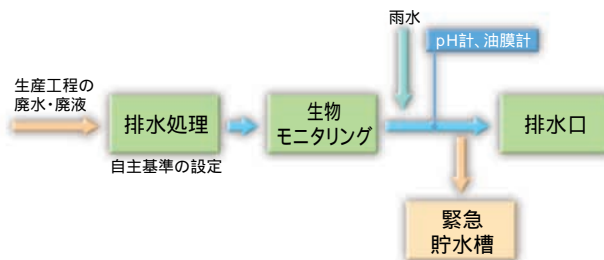 雨水
pH計、油膜計
生産工程の
廃水・廃液
排水処理
自主基準の設定
生物
モニタリング
排水口
緊急
貯水槽